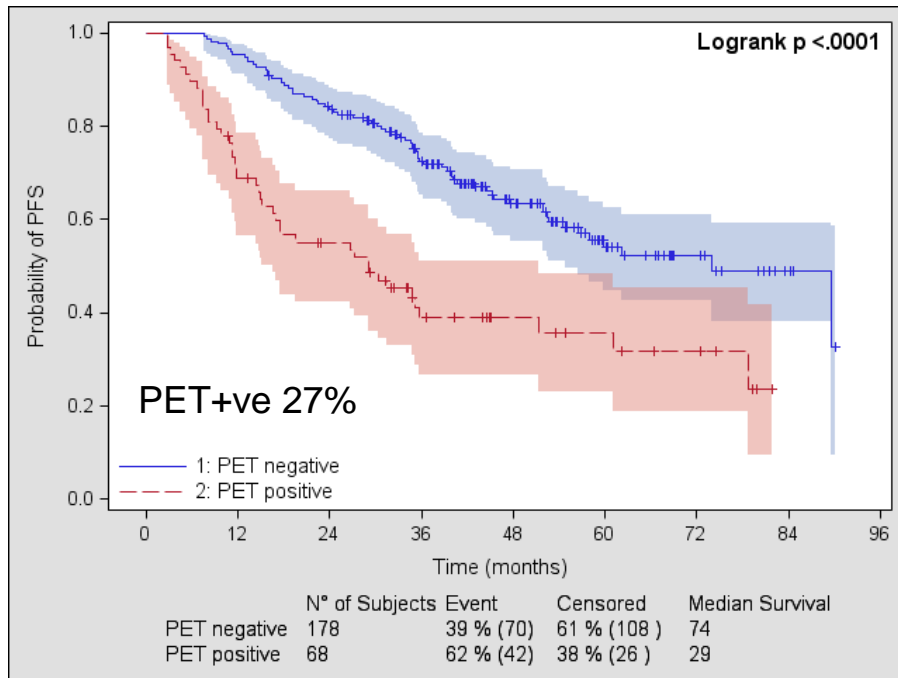 Logrank p <.0001
1.0
0.8
0.6
0.4
0.2
0.0
Probability of PFS
PET+ve 27%
1: PET negative
2: PET positive
0 12 24 36 48 60 72 84 96
Time (months)
N° of Subjects Event Censored Median Survival
PET negative 178 39 % (70) 61 % (108 ) 74
PET positive 68 62 % (42) 38 % (26 ) 29